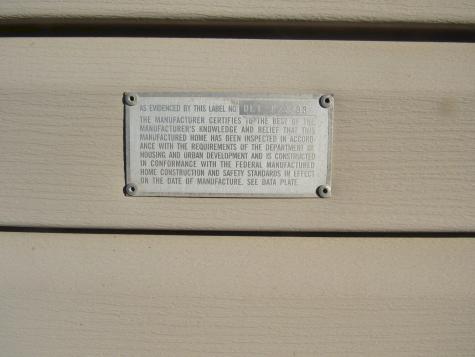 AS EVIDENCED BY THIS LABEL NO.
THE MANUFACTURER CERTIFIES TO THE BEST OF THE
MANUFACTURER'S KNOWLEDGE AND BELIEF THAT THIS
MANUFACTURED HOME HAS BEEN INSPECTED IN ACCORD-
ANCE WITH THE REQUIREMENTS OF THE DEPARTMENT OF
HOUSING AND URBAN DEVELOPMENT AND IS CONSTRUCTED
IN CONFORMANCE WITH THE FEDERAL MANUFACTURED
HOME CONSTRUCTION AND SAFETY STANDARDS IN EFFECT
ON THE DATE OF MANUFACTURE. SEE DATA PLATE.